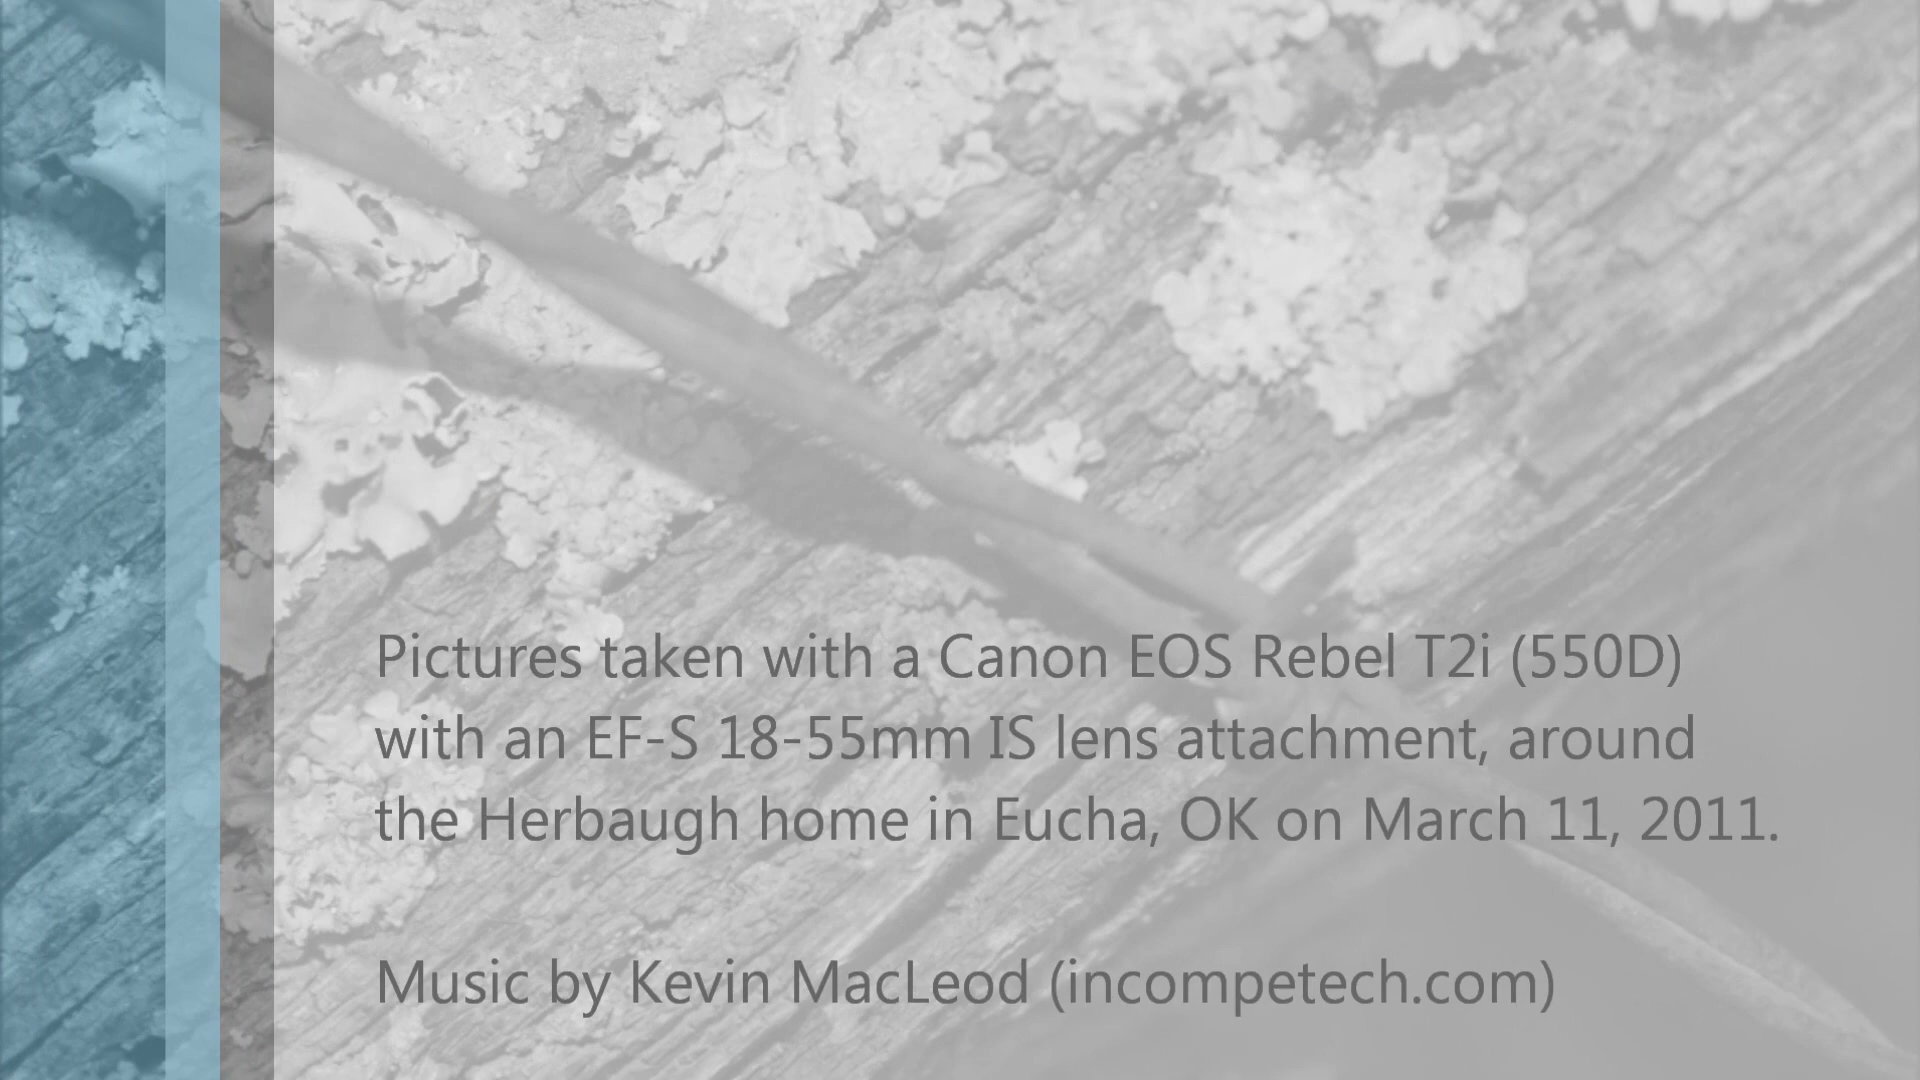 Pictures taken with a Canon EOS Rebel T2i (550D)
with an EF-S 18-55mm IS lens attachment, around
the Herbaugh home in Eucha, OK on March 11, 2011.
Music by Kevin MacLeod (incompetech.com)